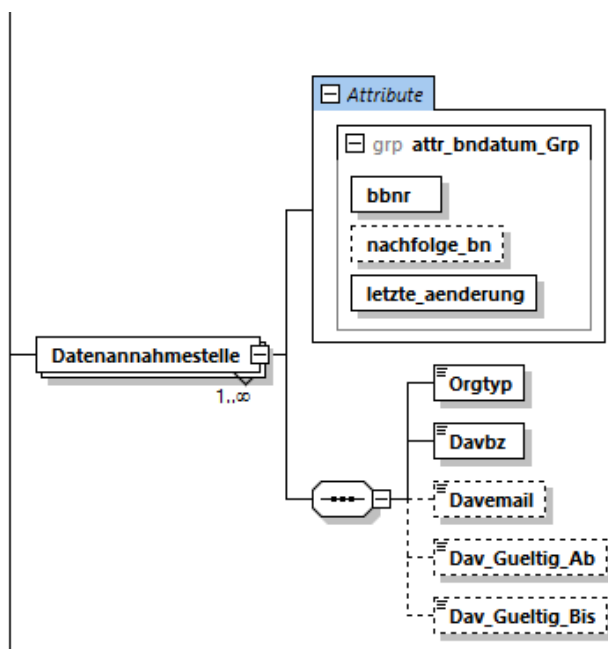 Attribute
grp attr_bndatum_Grp
bbnr
nachfolge_bn
letzte_aenderung
Datenannahmestelle
1..∞
Orgtyp
Davbz
Davemail
Dav_Gueltig_Ab
Dav_Gueltig_Bis